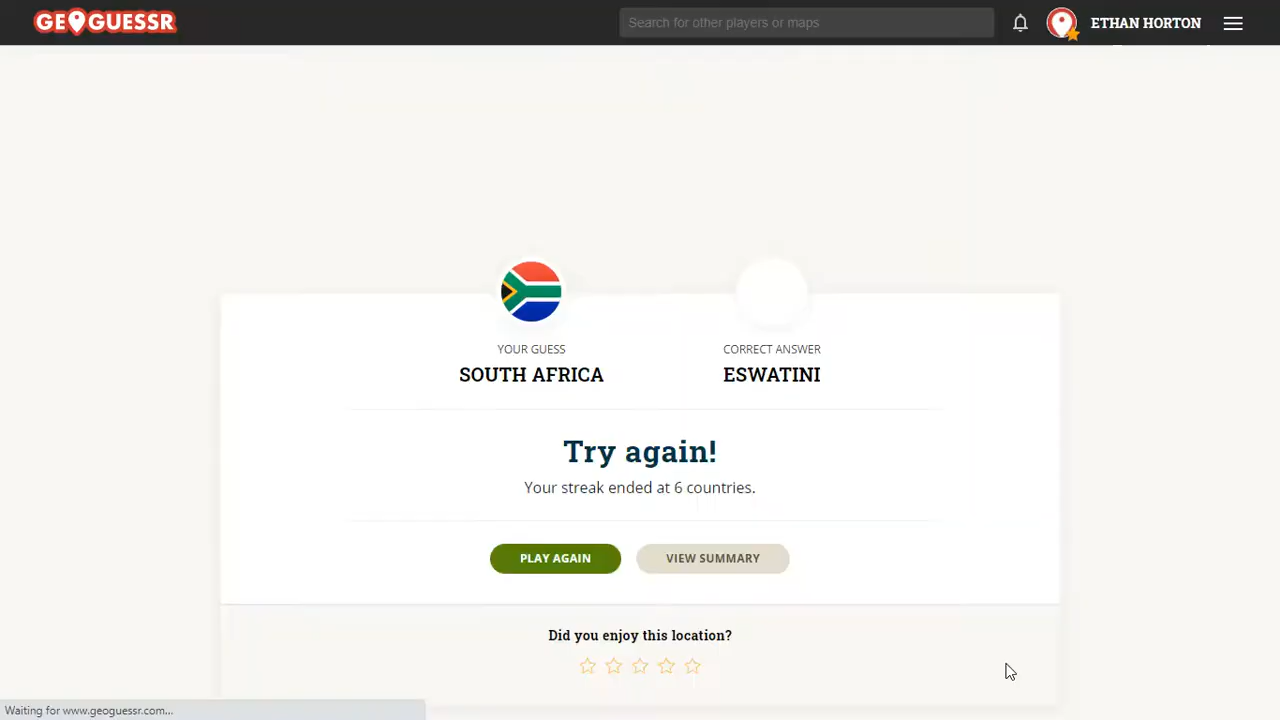 GEOGUESSR
Search for other players or maps
ETHAN HORTON
YOUR GUESS
SOUTH AFRICA
CORRECT ANSWER
ESWATINI
Try again!
Your streak ended at 6 countries.
PLAY AGAIN
VIEW SUMMARY
Did you enjoy this location?
Waiting for www.geoguessr.com...